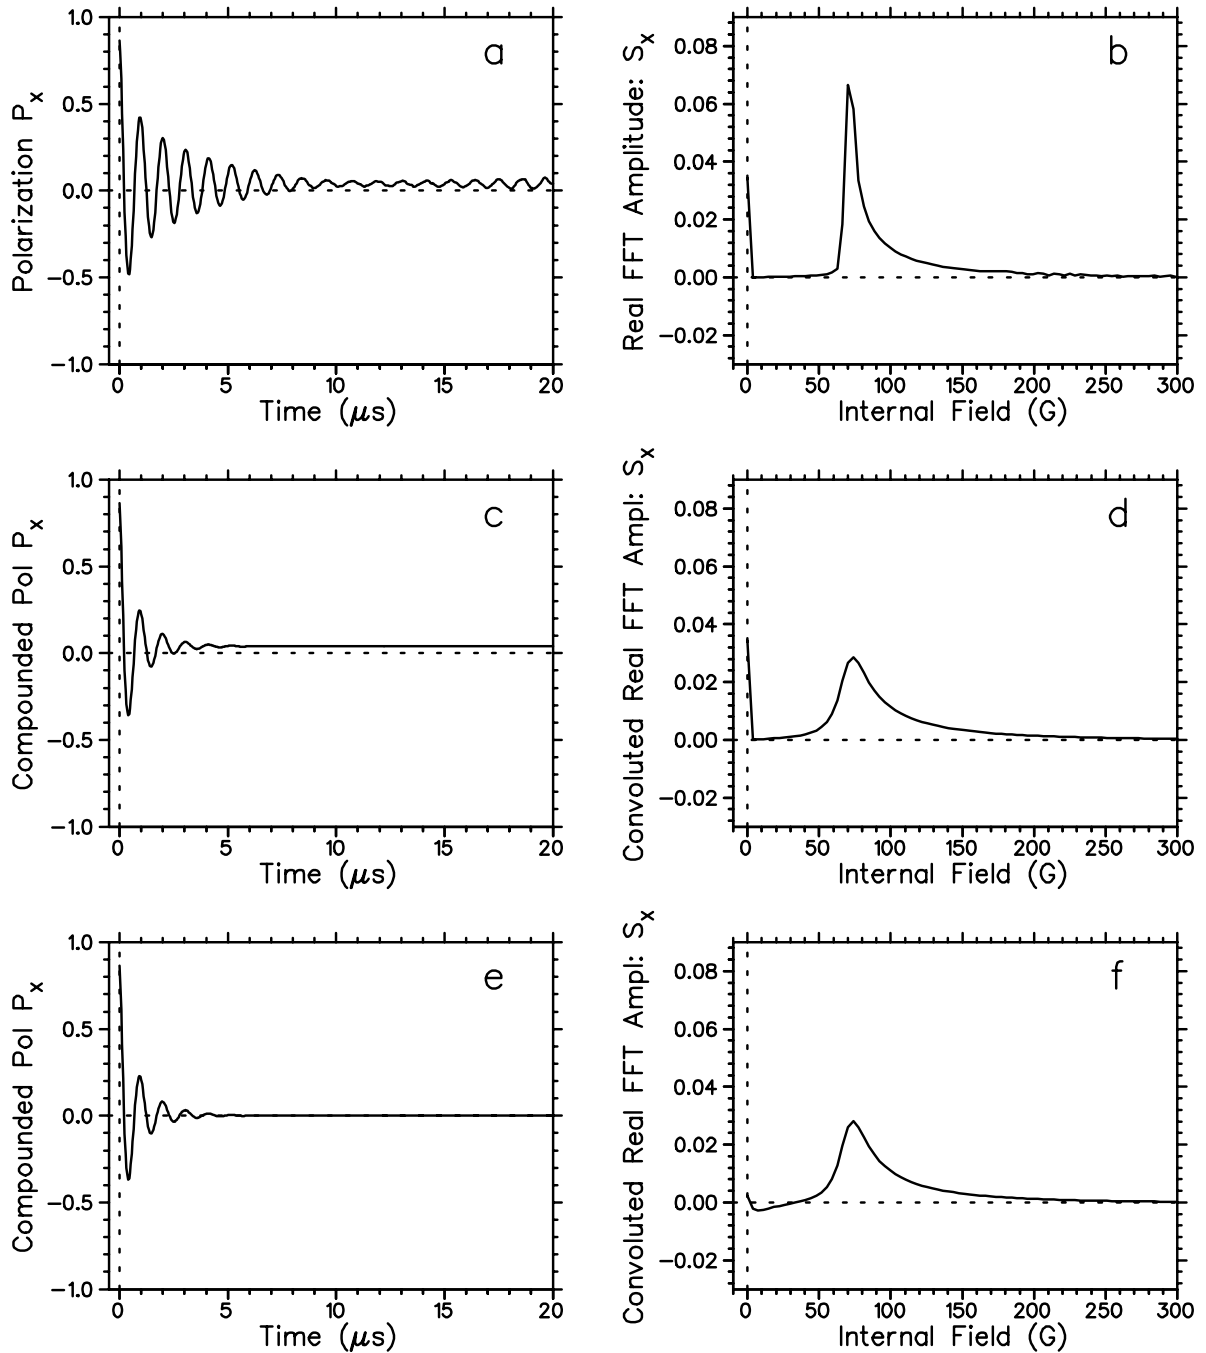 1.0
0.5
0.0
−0.5
−1.0
Polarization Px
a
0 5 10 15 20
Time (μs)
0.08
0.06
0.04
0.02
0.00
−0.02
Real FFT Amplitude: Sx
b
0 50 100 150 200 250 300
Internal Field (G)
1.0
0.5
0.0
−0.5
−1.0
Compounded Pol Px
c
0 5 10 15 20
Time (μs)
0.08
0.06
0.04
0.02
0.00
−0.02
Convoluted Real FFT Ampl: Sx
d
0 50 100 150 200 250 300
Internal Field (G)
1.0
0.5
0.0
−0.5
−1.0
Compounded Pol Px
e
0 5 10 15 20
Time (μs)
0.08
0.06
0.04
0.02
0.00
−0.02
Convoluted Real FFT Ampl: Sx
f
0 50 100 150 200 250 300
Internal Field (G)